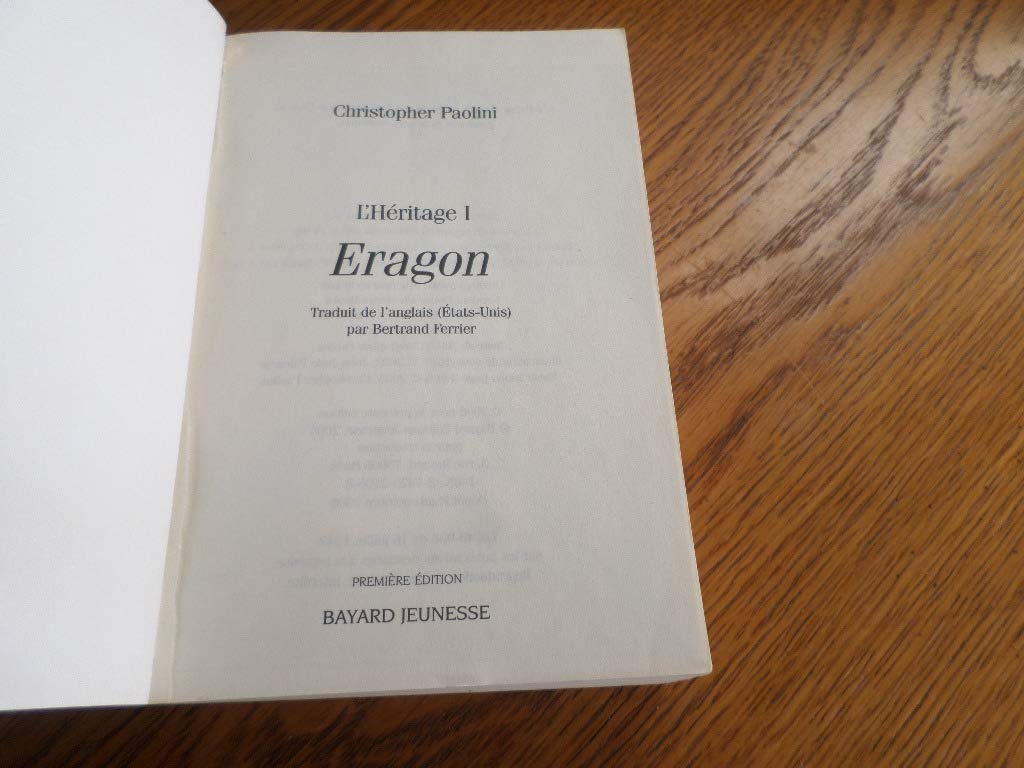 Christopher Paolini
L'Héritage I
Eragon
Traduit de l'anglais (États-Unis)
par Bertrand Ferrier
PREMIÈRE ÉDITION
BAYARD JEUNESSE